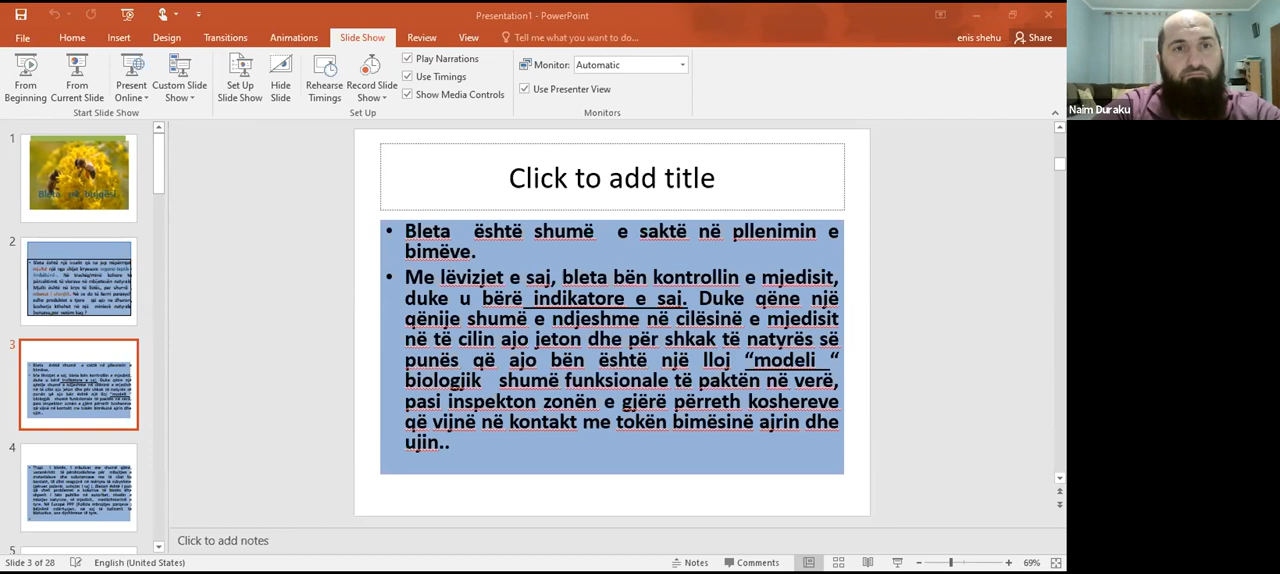 Presentation1 - PowerPoint
File Home Insert Design Transitions Animations Slide Show Review View Tell me what you want to do... enis shehu Share
From Beginning
From Current Slide
Present Online
Custom Slide Show
Set Up Slide Show
Hide Slide
Rehearse Timings
Record Slide Show
Play Narrations
Use Timings
Show Media Controls
Monitor: Automatic
Use Presenter View
Start Slide Show Set Up Monitors
Naim Duraku
1
2
3
4
5
Click to add title
• Bleta është shumë e saktë në pllenimin e
bimëve.
• Me lëvizjet e saj, bleta bën kontrollin e mjedisit,
duke u bërë indikatore e saj. Duke qëne një
qënije shumë e ndjeshme në cilësinë e mjedisit
në të cilin ajo jeton dhe për shkak të natyrës së
punës që ajo bën është një lloj “modeli “
biologjik shumë funksionale të paktën në verë,
pasi inspekton zonën e gjërë përreth koshereve
që vijnë në kontakt me tokën bimësinë ajrin dhe
ujin..
Click to add notes
Slide 3 of 28 English (United States) Notes Comments 69%